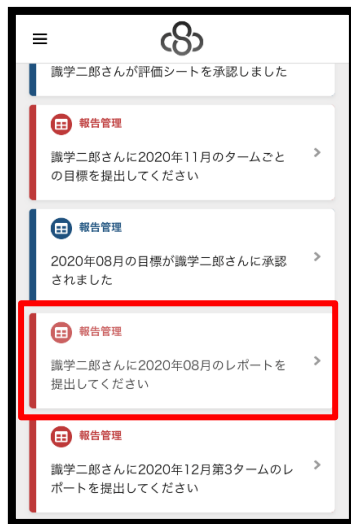 識学二郎さんが評価シートを承認しました
報告管理
識学二郎さんに2020年11月のタームごと
の目標を提出してください
報告管理
2020年08月の目標が識学二郎さんに承認
されました
報告管理
識学二郎さんに2020年08月のレポートを
提出してください
報告管理
識学二郎さんに2020年12月第3タームのレ
ポートを提出してください